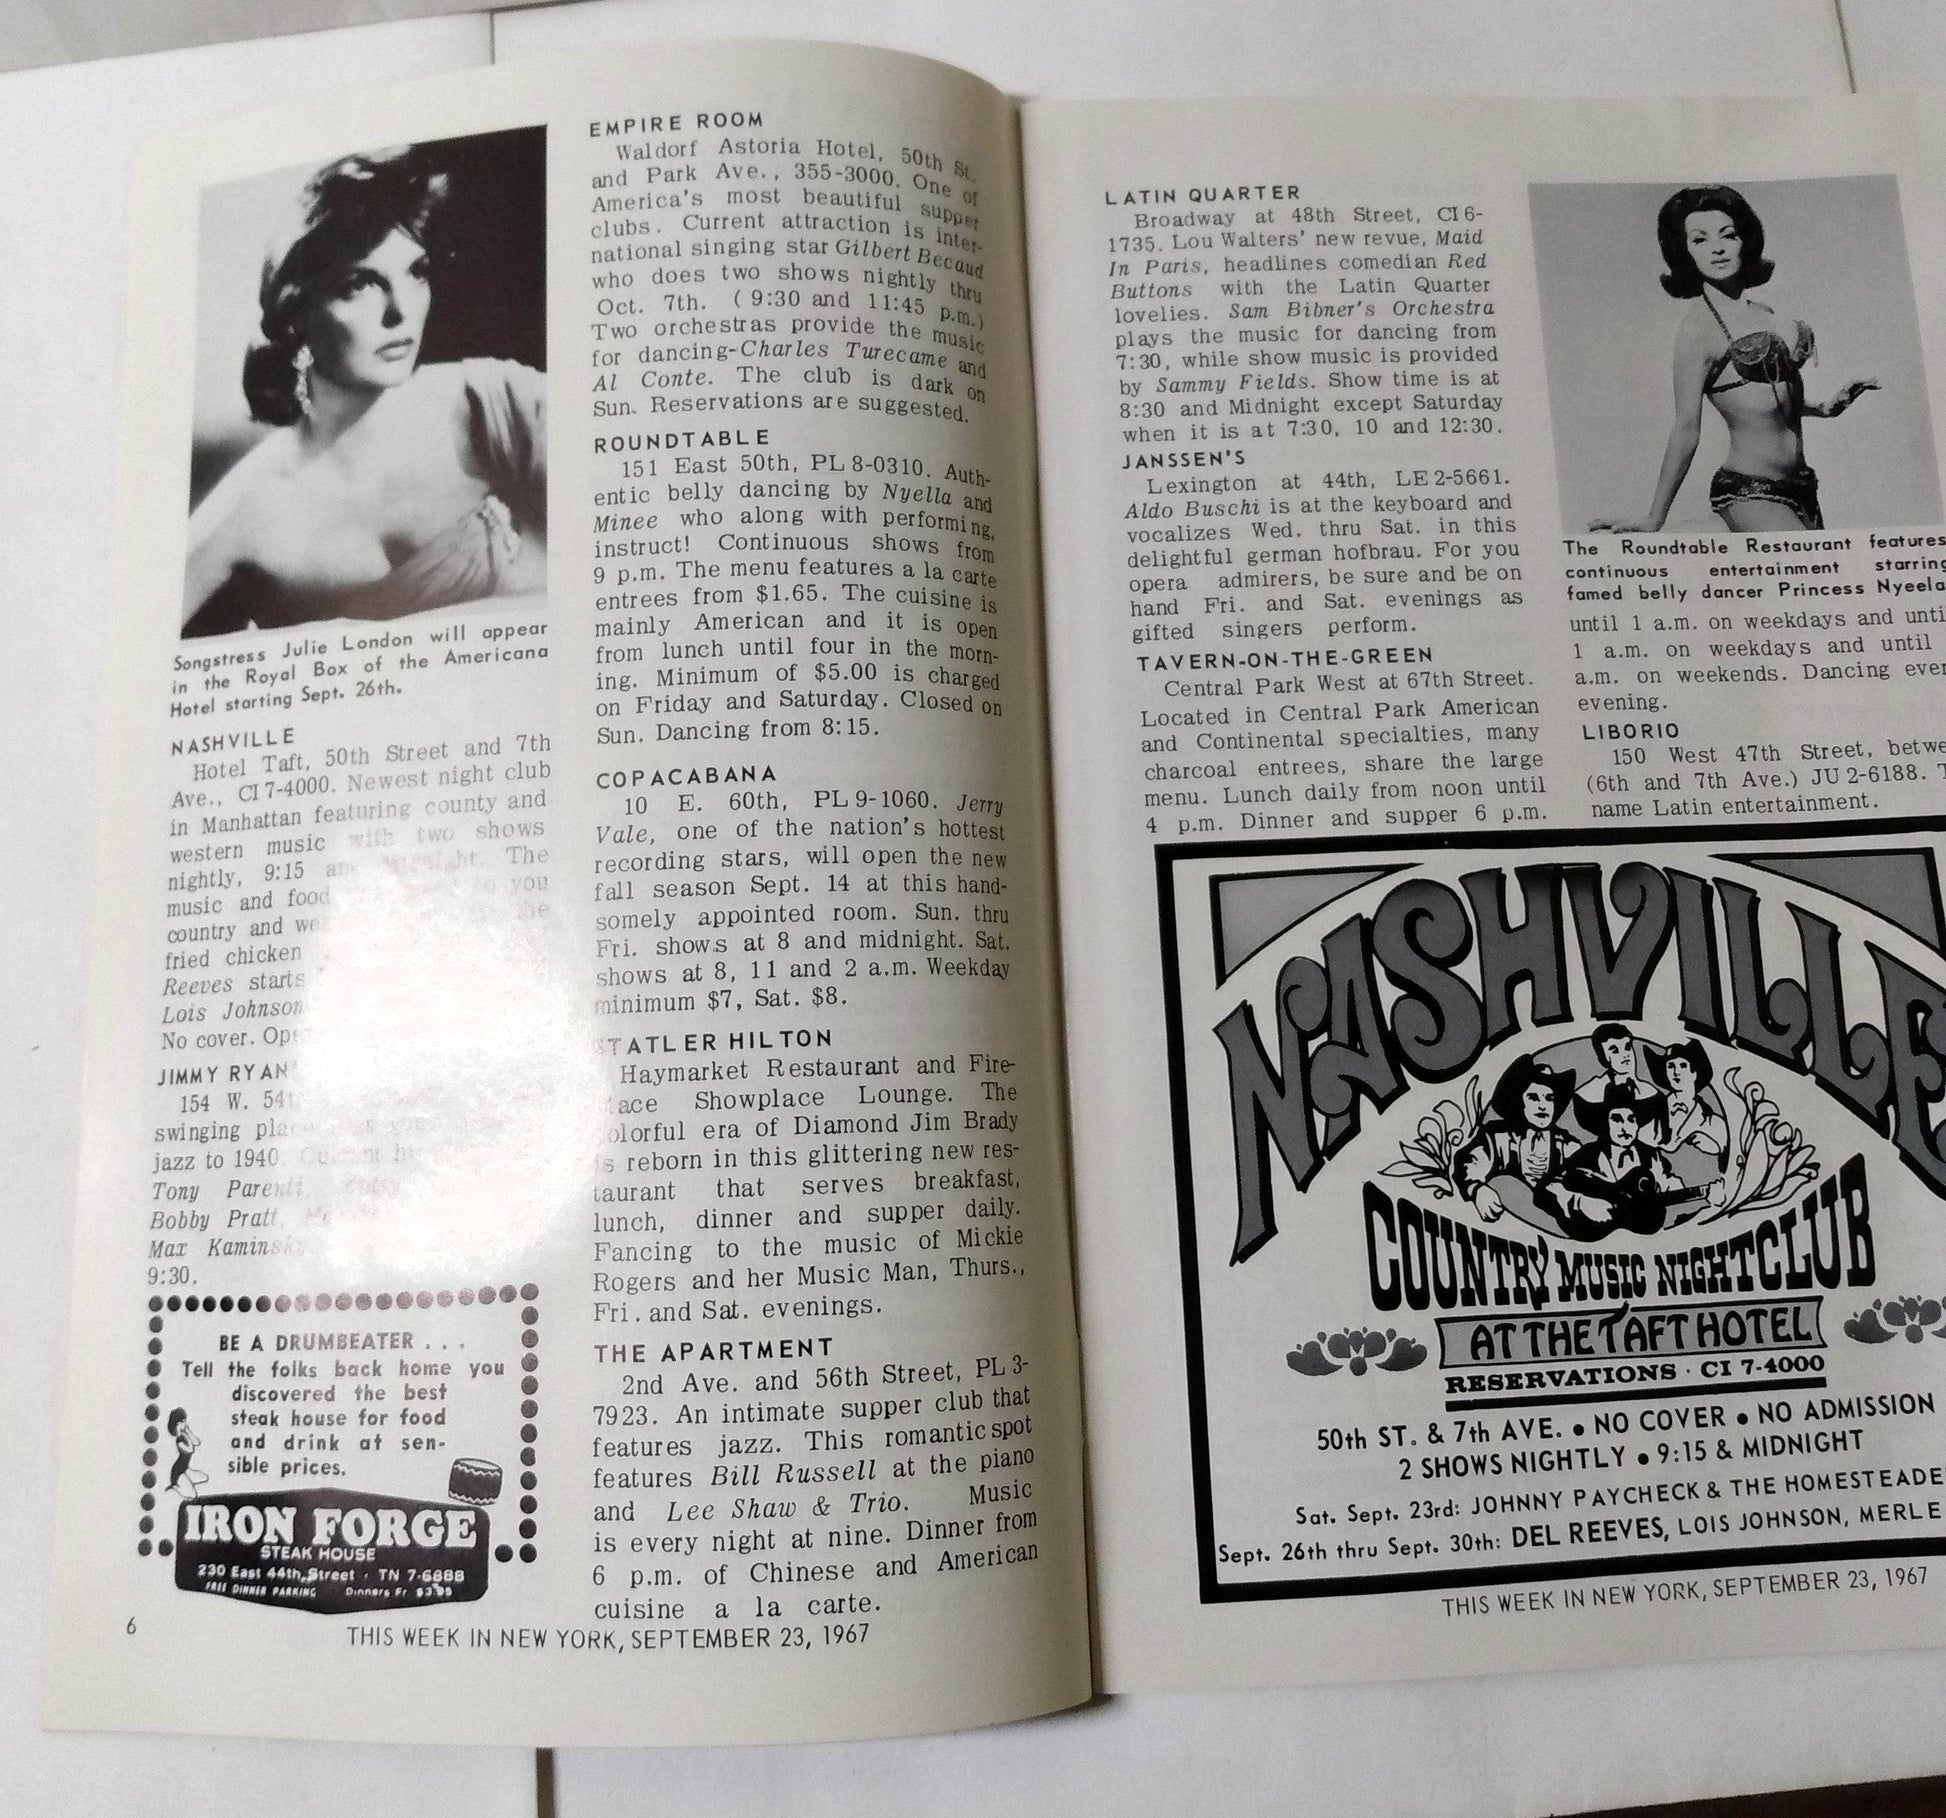 Songstress Julie London will appear
in the Royal Box of the Americana
Hotel starting Sept. 26th.
NASHVILLE
Hotel Taft, 50th Street and 7th
Ave., CI 7-4000. Newest night club
in Manhattan featuring county and
western music with two shows
nightly, 9:15 and Midnight. The
music and food to you
country and the
fried chicken
Reeves starts
Lois Johnson
No cover.
JIMMY RYAN'
154 W.
swinging
jazz to 1940.
Tony Parenti,
Bobby Pratt,
Max Kaminsky
9:30.
BE A DRUMBEATER . . .
Tell the folks back home you
discovered the best
steak house for food
and drink at sen-
sible prices.
IRON FORGE
STEAK HOUSE
230 East 44th Street · TN 7-6888
FREE DINNER PARKING Dinners Fr. $3.95
EMPIRE ROOM
Waldorf Astoria Hotel, 50th St.
and Park Ave., 355-3000. One of
America's most beautiful supper
clubs. Current attraction is inter-
national singing star Gilbert Becaud
who does two shows nightly thru
Oct. 7th. ( 9:30 and 11:45 p.m.)
Two orchestras provide the music
for dancing-Charles Turecame and
Al Conte. The club is dark on
Sun. Reservations are suggested.
ROUNDTABLE
151 East 50th, PL 8-0310. Auth-
entic belly dancing by Nyella and
Minee who along with performing,
instruct! Continuous shows from
9 p.m. The menu features a la carte
entrees from $1.65. The cuisine is
mainly American and it is open
from lunch until four in the morn-
ing. Minimum of $5.00 is charged
on Friday and Saturday. Closed on
Sun. Dancing from 8:15.
COPACABANA
10 E. 60th, PL 9-1060. Jerry
Vale, one of the nation's hottest
recording stars, will open the new
fall season Sept. 14 at this hand-
somely appointed room. Sun. thru
Fri. shows at 8 and midnight. Sat.
shows at 8, 11 and 2 a.m. Weekday
minimum $7, Sat. $8.
STATLER HILTON
Haymarket Restaurant and Fire-
place Showplace Lounge. The
colorful era of Diamond Jim Brady
is reborn in this glittering new res-
taurant that serves breakfast,
lunch, dinner and supper daily.
Fancing to the music of Mickie
Rogers and her Music Man, Thurs.,
Fri. and Sat. evenings.
THE APARTMENT
2nd Ave. and 56th Street, PL 3-
7923. An intimate supper club that
features jazz. This romantic spot
features Bill Russell at the piano
and Lee Shaw & Trio. Music
is every night at nine. Dinner from
6 p.m. of Chinese and American
cuisine a la carte.
6
THIS WEEK IN NEW YORK, SEPTEMBER 23, 1967
LATIN QUARTER
Broadway at 48th Street, CI 6-
1735. Lou Walters' new revue, Maid
In Paris, headlines comedian Red
Buttons with the Latin Quarter
lovelies. Sam Bibner's Orchestra
plays the music for dancing from
7:30, while show music is provided
by Sammy Fields. Show time is at
8:30 and Midnight except Saturday
when it is at 7:30, 10 and 12:30.
JANSSEN'S
Lexington at 44th, LE 2-5661.
Aldo Buschi is at the keyboard and
vocalizes Wed. thru Sat. in this
delightful german hofbrau. For you
opera admirers, be sure and be on
hand Fri. and Sat. evenings as
gifted singers perform.
TAVERN-ON-THE-GREEN
Central Park West at 67th Street.
Located in Central Park American
and Continental specialties, many
charcoal entrees, share the large
menu. Lunch daily from noon until
4 p.m. Dinner and supper 6 p.m.
The Roundtable Restaurant features
continuous entertainment starring
famed belly dancer Princess Nyeela
until 1 a.m. on weekdays and until
1 a.m. on weekdays and until
a.m. on weekends. Dancing ever
evening.
LIBORIO
150 West 47th Street, betwe
(6th and 7th Ave.) JU 2-6188. T
name Latin entertainment.
NASHVILLE
COUNTRY MUSIC NIGHTCLUB
AT THE TAFT HOTEL
RESERVATIONS · CI 7-4000
50th ST. & 7th AVE. • NO COVER • NO ADMISSION
2 SHOWS NIGHTLY • 9:15 & MIDNIGHT
Sat. Sept. 23rd: JOHNNY PAYCHECK & THE HOMESTEADE
Sept. 26th thru Sept. 30th: DEL REEVES, LOIS JOHNSON, MERLE
THIS WEEK IN NEW YORK, SEPTEMBER 23, 1967